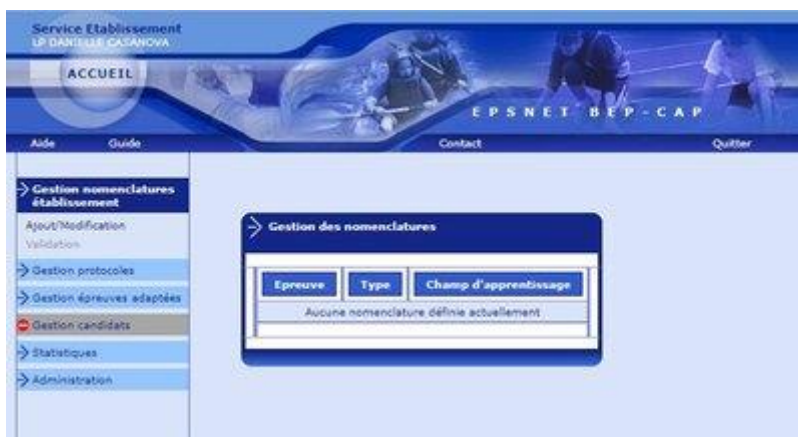 Service Etablissement
LP DANIELLE CASANOVA
ACCUEIL
EPSNET BEP-CAP
Aide Guide Contact Quitter
Gestion nomenclatures
établissement
Ajout/Modification
Validation
Gestion protocoles
Gestion épreuves adaptées
Gestion candidats
Statistiques
Administration
Gestion des nomenclatures
Epreuve Type Champ d'apprentissage
Aucune nomenclature définie actuellement